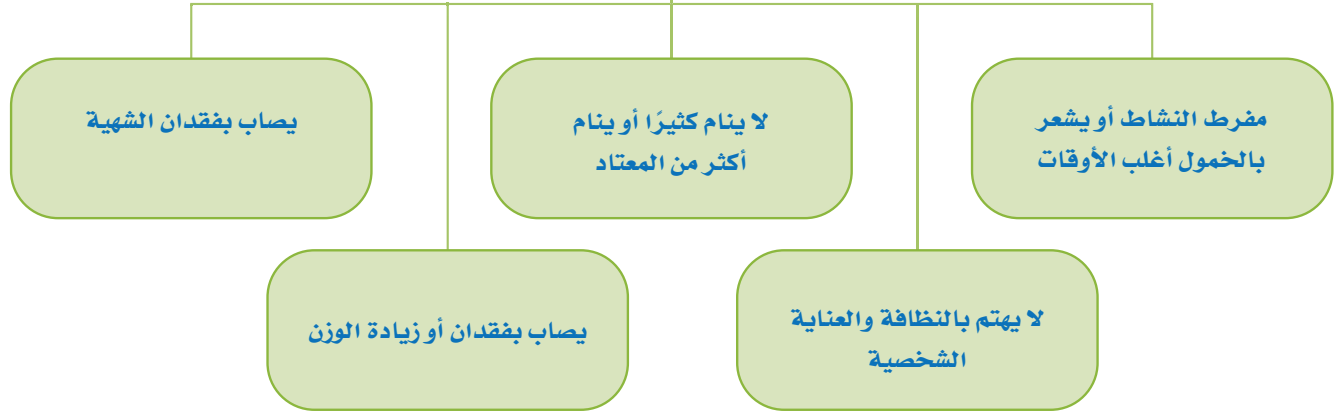 مفرط النشاط أو يشعر
بالخمول أغلب الأوقات
لا ينام كثيرًا أو ينام
أكثر من المعتاد
يصاب بفقدان الشهية
لا يهتم بالنظافة والعناية
الشخصية
يصاب بفقدان أو زيادة الوزن